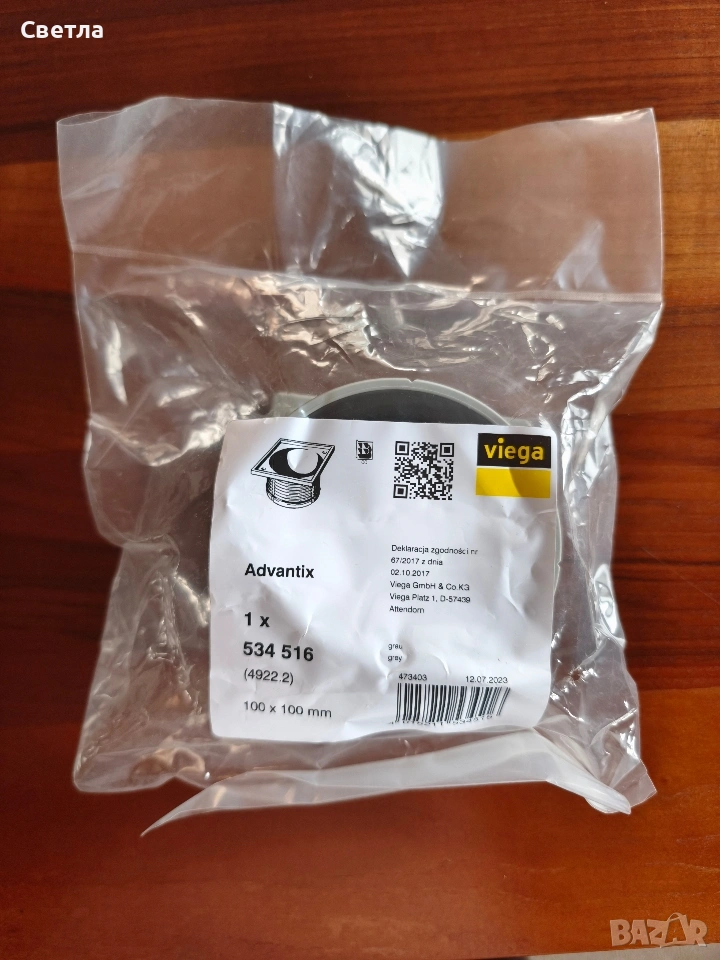 Светла
viega
Deklaracja zgodności nr
67/2017 z dnia
02.10.2017
Viega GmbH & Co.KG
Viega Platz 1, D-57439
Attendorn
Advantix
1 x
534 516
(4922.2)
100 x 100 mm
grau
grey
473403 12.07.2023
BAZAR